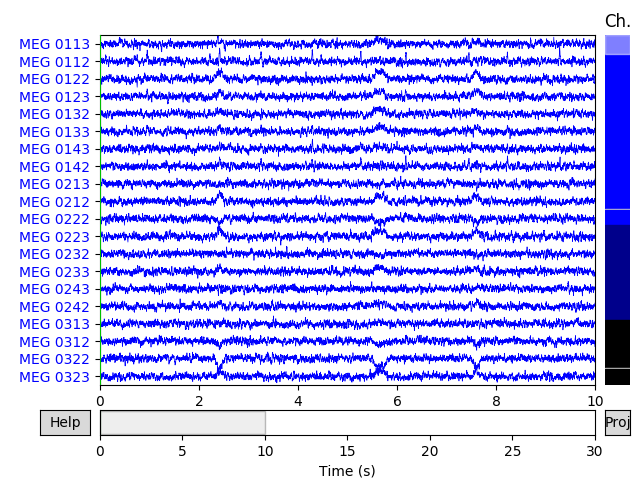 Ch.
MEG 0113
MEG 0112
MEG 0122
MEG 0123
MEG 0132
MEG 0133
MEG 0143
MEG 0142
MEG 0213
MEG 0212
MEG 0222
MEG 0223
MEG 0232
MEG 0233
MEG 0243
MEG 0242
MEG 0313
MEG 0312
MEG 0322
MEG 0323
0 2 4 6 8 10
Help Proj
0 5 10 15 20 25 30
Time (s)